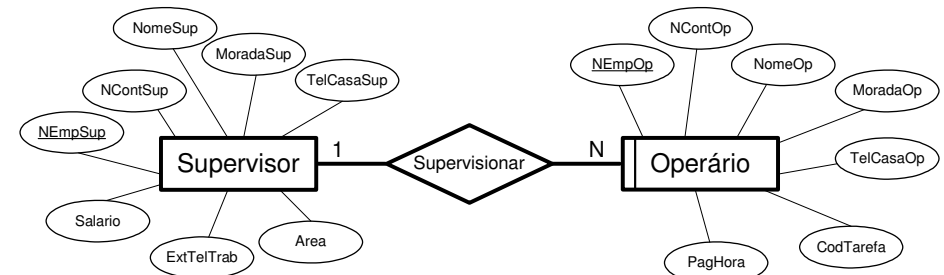 NomeSup
MoradaSup
NContSup
TelCasaSup
NEmpSup
Supervisor
Salario
ExtTelTrab
Area
1
Supervisionar
N
NContOp
NEmpOp
NomeOp
MoradaOp
Operário
TelCasaOp
CodTarefa
PagHora